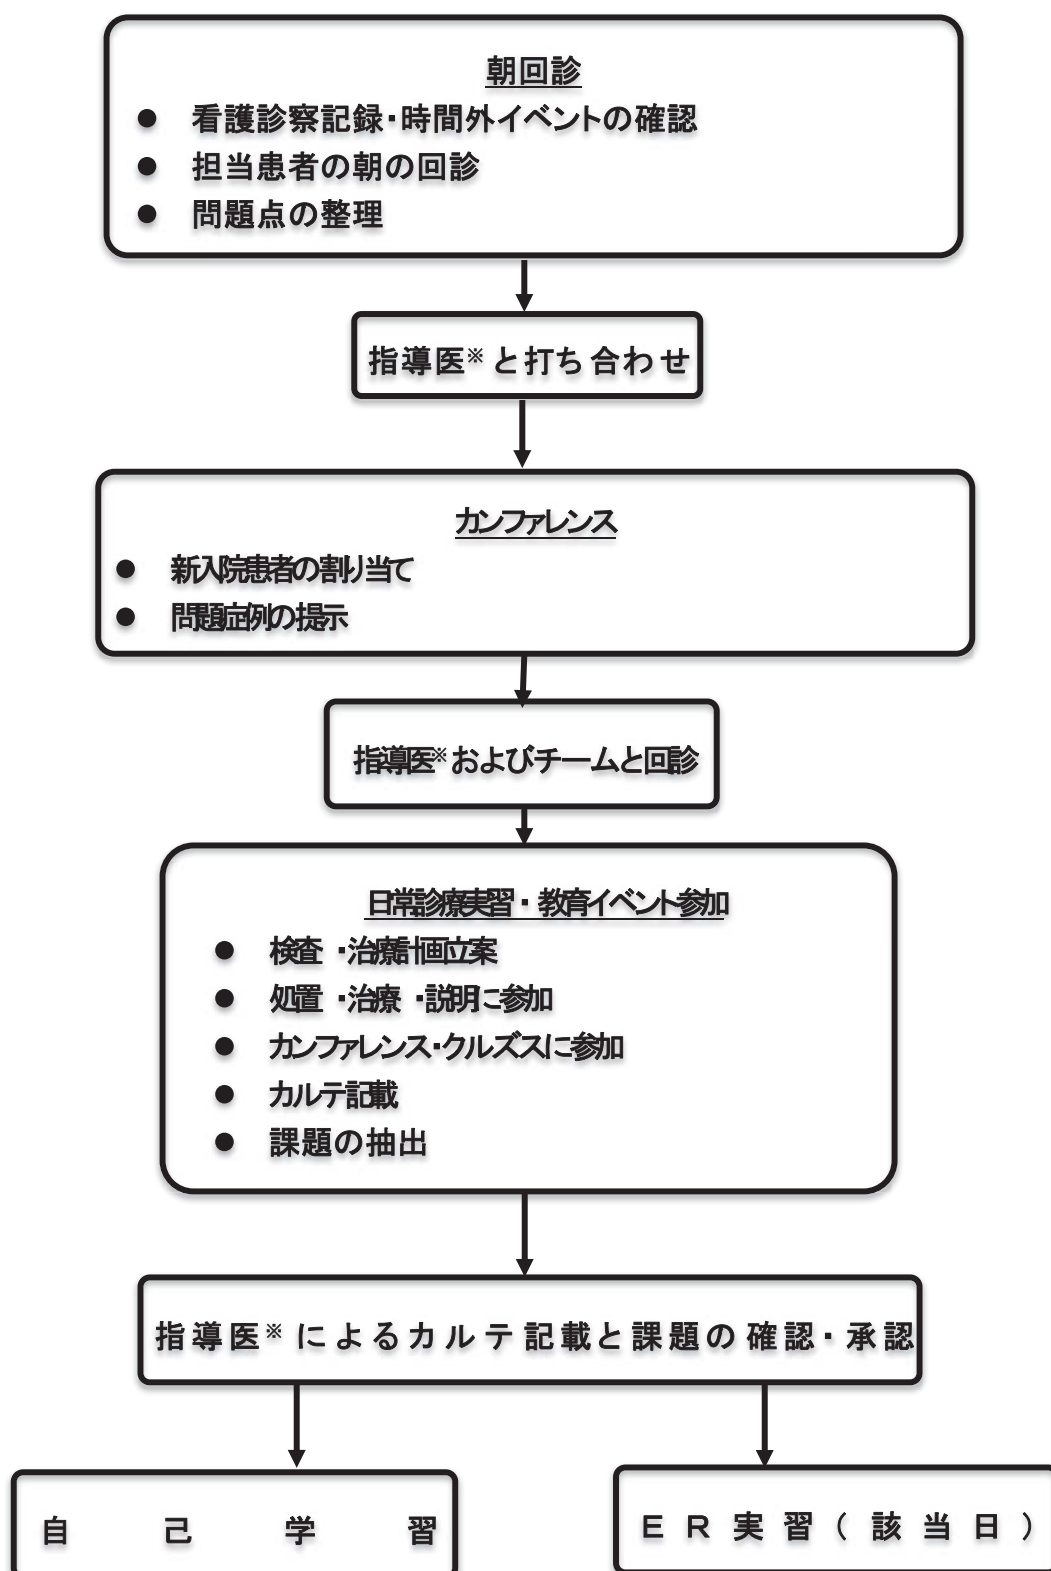 朝回診
● 看護診察記録・時間外イベントの確認
● 担当患者の朝の回診
● 問題点の整理
指導医※と打ち合わせ
カンファレンス
● 新入院患者の割り当て
● 問題症例の提示
指導医※およびチームと回診
日常診療実習・教育イベント参加
● 検査・治療計画立案
● 処置・治療・説明に参加
● カンファレンス・クルズスに参加
● カルテ記載
● 課題の抽出
指導医※によるカルテ記載と課題の確認・承認
自己学習
ER実習(該当日)